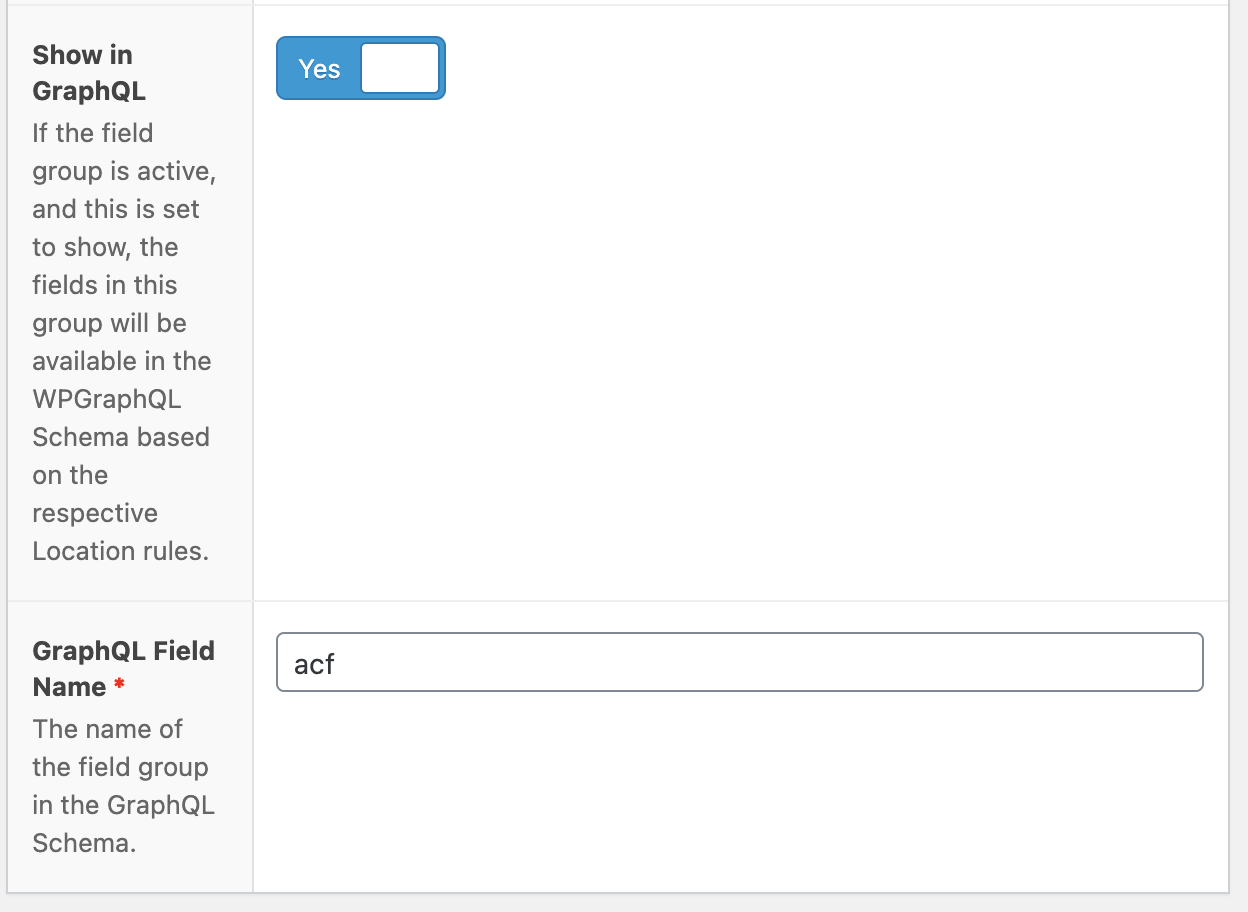 Show in
GraphQL
If the field
group is active,
and this is set
to show, the
fields in this
group will be
available in the
WPGraphQL
Schema based
on the
respective
Location rules.
Yes
GraphQL Field
Name *
The name of
the field group
in the GraphQL
Schema.
acf